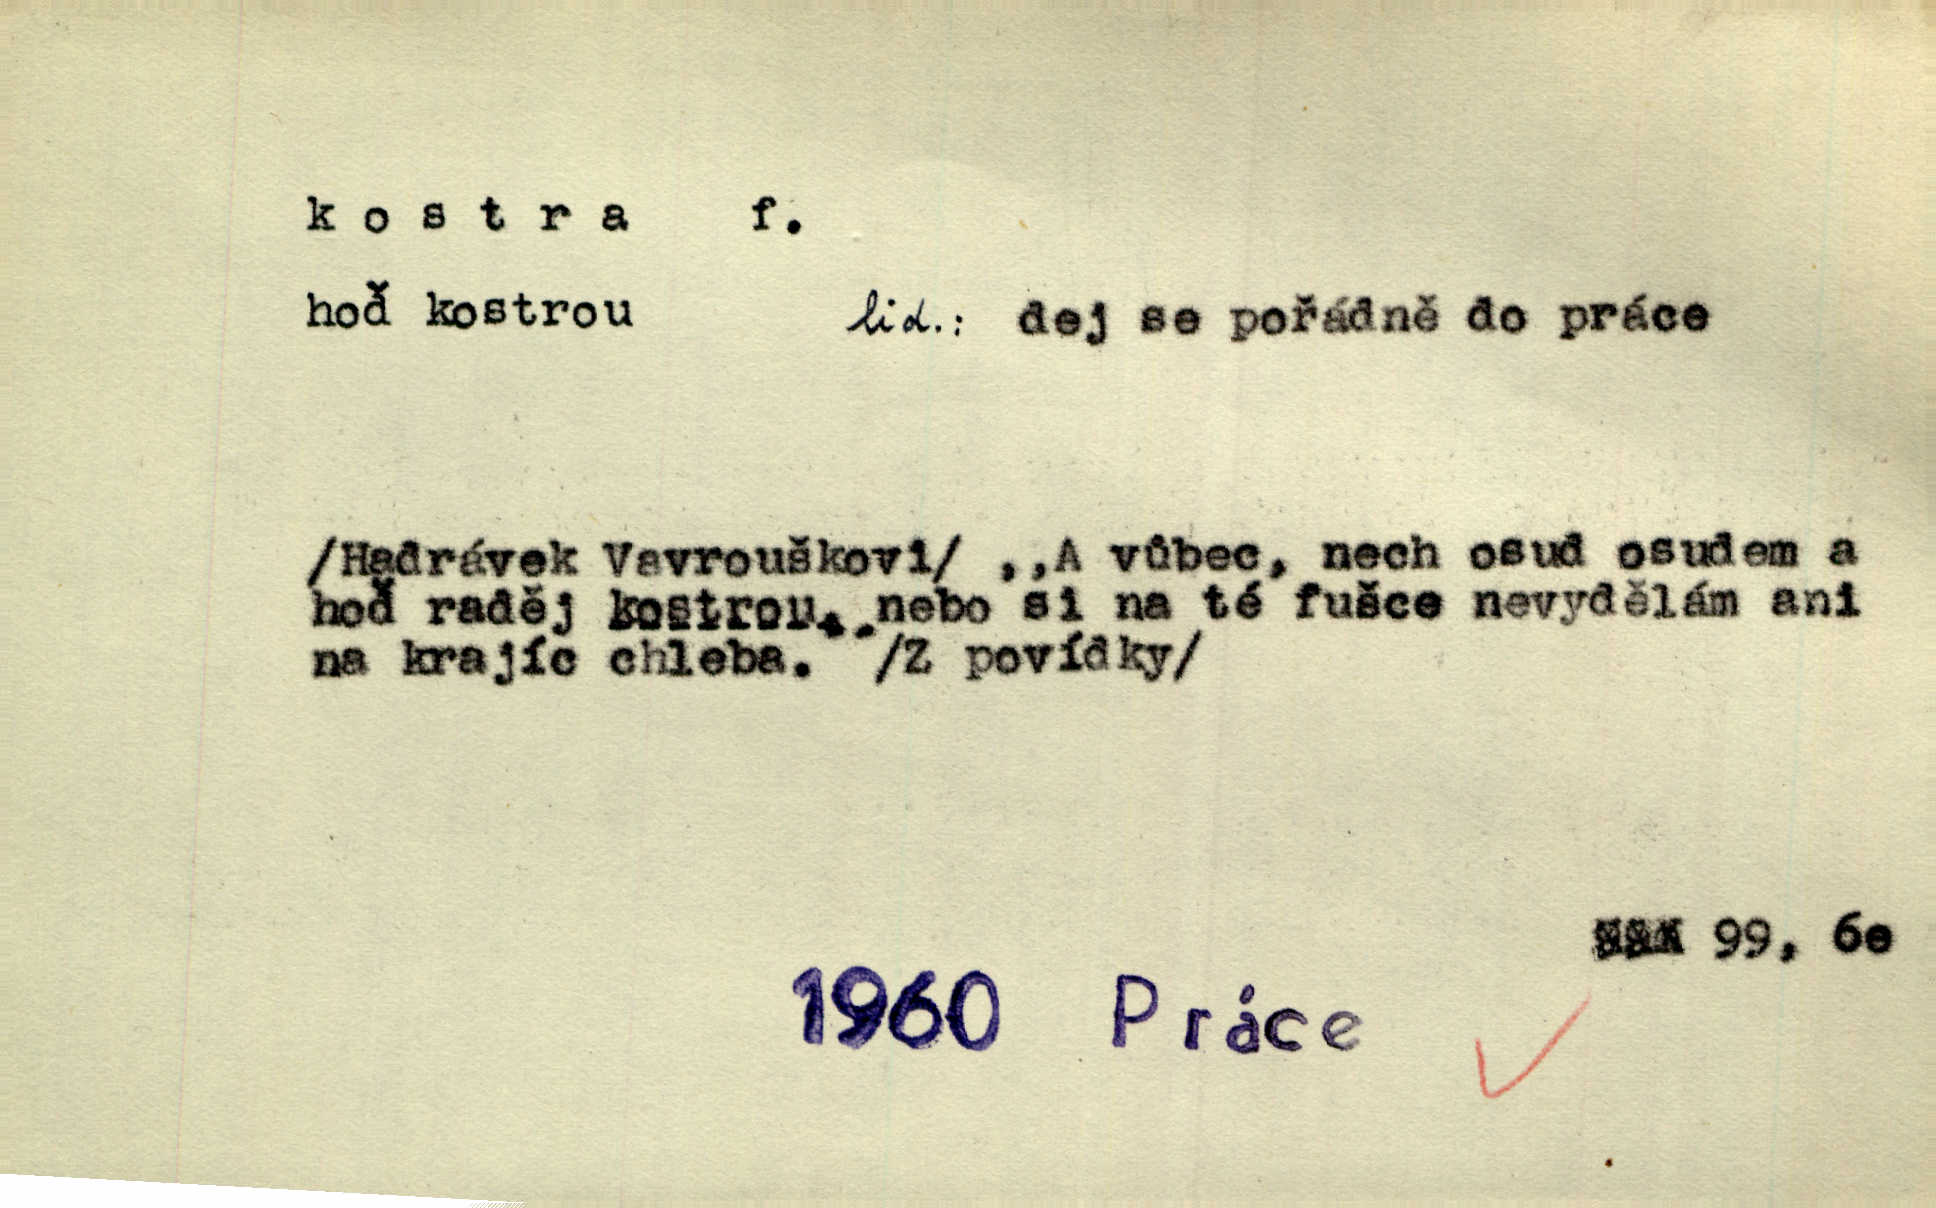 kostra f.
hoď kostrou lid.: dej se pořádně do práce
/Hadrávek Vavrouškovi/ ,,A vůbec, nech osud osudem a
hoď raděj kostrou, nebo si na té fušce nevydělám ani
na krajíc chleba." /Z povídky/
99, 6e
1960 Práce